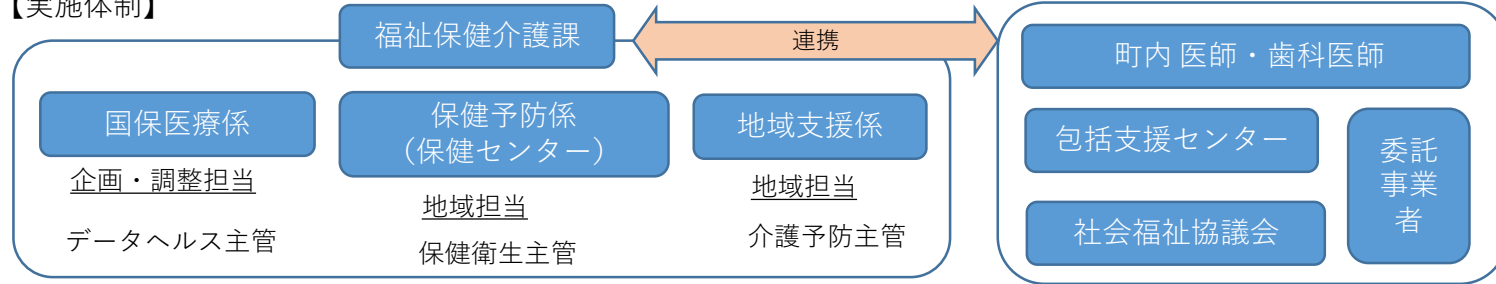 【実施体制】
福祉保健介護課
連携
国保医療係
企画・調整担当
データヘルス主管
保健予防係
（保健センター）
地域担当
保健衛生主管
地域支援係
地域担当
介護予防主管
町内 医師・歯科医師
包括支援センター
社会福祉協議会
委託
事業
者